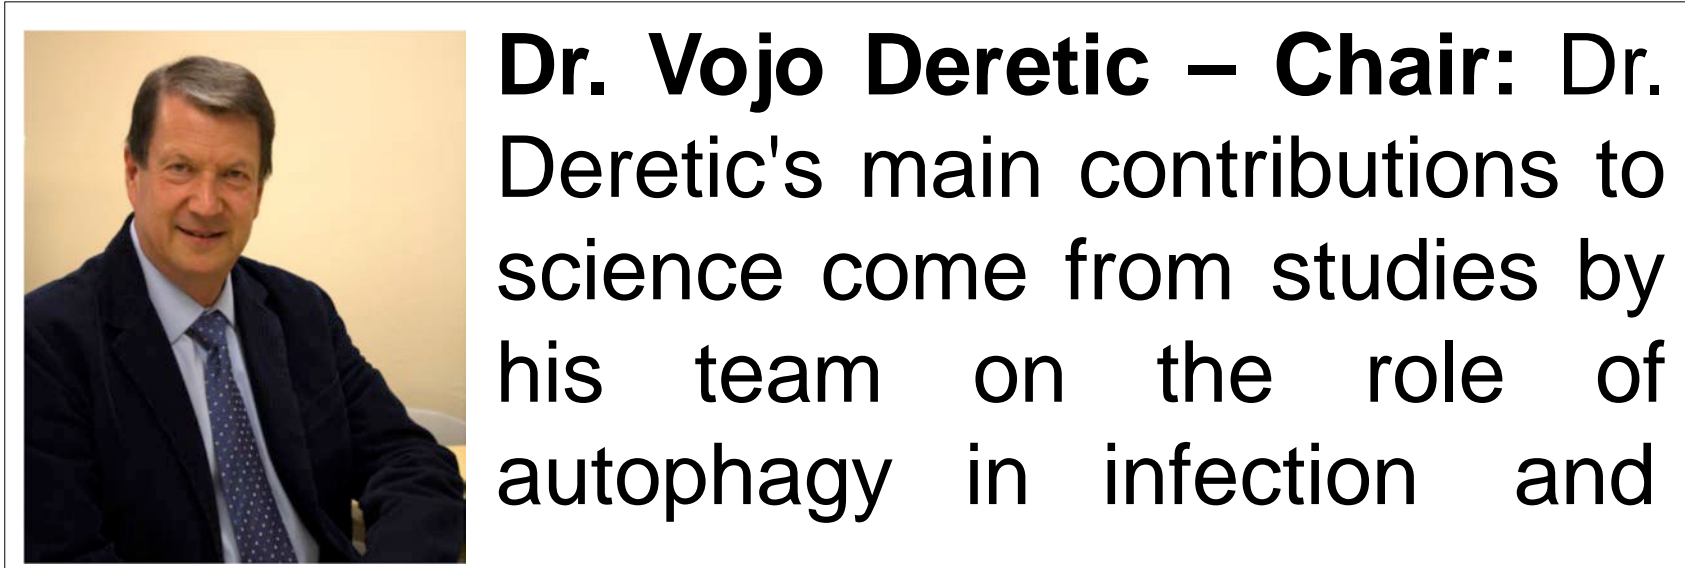 Dr. Vojo Deretic – Chair: Dr.
Deretic's main contributions to
science come from studies by
his team on the role of
autophagy in infection and